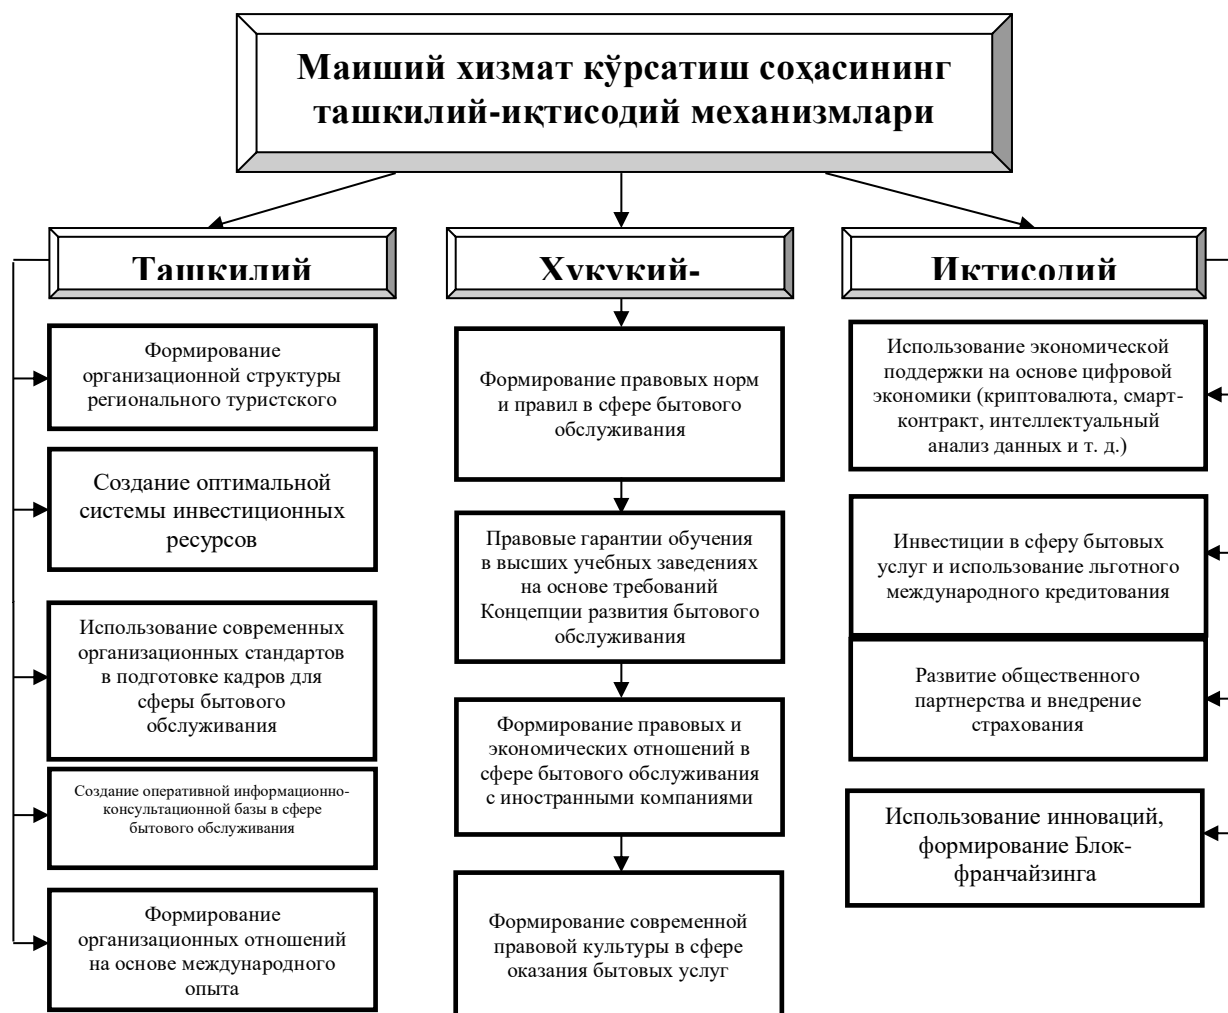 Маиший хизмат кўрсатиш соҳасининг
ташкилий-иқтисодий механизмлари
Ташкилий
Формирование
организационной структуры
регионального туристского
Создание оптимальной
системы инвестиционных
ресурсов
Использование современных
организационных стандартов
в подготовке кадров для
сферы бытового
обслуживания
Создание оперативной информационно-
консультационной базы в сфере
бытового обслуживания
Формирование
организационных отношений
на основе международного
опыта
Ҳуқуқий-
Формирование правовых норм
и правил в сфере бытового
обслуживания
Правовые гарантии обучения
в высших учебных заведениях
на основе требований
Концепции развития бытового
обслуживания
Формирование правовых и
экономических отношений в
сфере бытового обслуживания
с иностранными компаниями
Формирование современной
правовой культуры в сфере
оказания бытовых услуг
Иқтисодий
Использование экономической
поддержки на основе цифровой
экономики (криптовалюта, смарт-
контракт, интеллектуальный
анализ данных и т. д.)
Инвестиции в сферу бытовых
услуг и использование льготного
международного кредитования
Развитие общественного
партнерства и внедрение
страхования
Использование инноваций,
формирование Блок-
франчайзинга